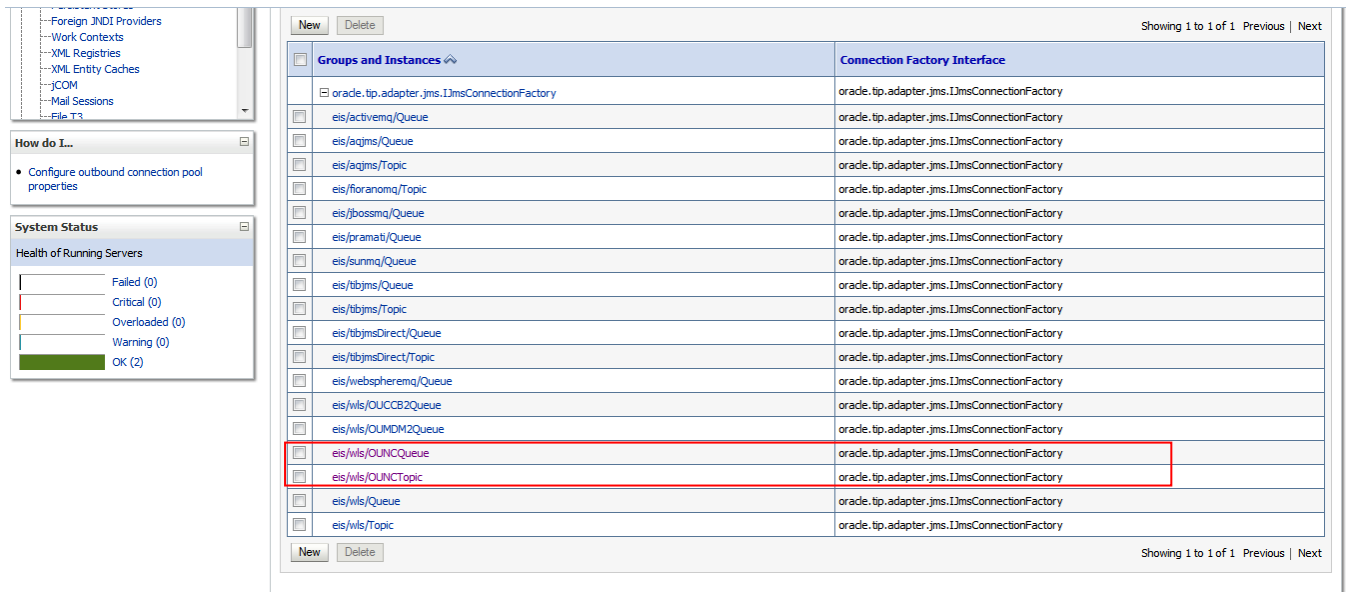 Persistent Stores
Foreign JNDI Providers
Work Contexts
XML Registries
XML Entity Caches
jCOM
Mail Sessions
File T3
How do I...
Configure outbound connection pool
properties
System Status
Health of Running Servers
Failed (0)
Critical (0)
Overloaded (0)
Warning (0)
OK (2)
New Delete Showing 1 to 1 of 1 Previous | Next
Groups and Instances Connection Factory Interface
oracle.tip.adapter.jms.IJmsConnectionFactory oracle.tip.adapter.jms.IJmsConnectionFactory
eis/activemq/Queue oracle.tip.adapter.jms.IJmsConnectionFactory
eis/aqjms/Queue oracle.tip.adapter.jms.IJmsConnectionFactory
eis/aqjms/Topic oracle.tip.adapter.jms.IJmsConnectionFactory
eis/fioranomq/Topic oracle.tip.adapter.jms.IJmsConnectionFactory
eis/jbossmq/Queue oracle.tip.adapter.jms.IJmsConnectionFactory
eis/pramati/Queue oracle.tip.adapter.jms.IJmsConnectionFactory
eis/sunmq/Queue oracle.tip.adapter.jms.IJmsConnectionFactory
eis/tibjms/Queue oracle.tip.adapter.jms.IJmsConnectionFactory
eis/tibjms/Topic oracle.tip.adapter.jms.IJmsConnectionFactory
eis/tibjmsDirect/Queue oracle.tip.adapter.jms.IJmsConnectionFactory
eis/tibjmsDirect/Topic oracle.tip.adapter.jms.IJmsConnectionFactory
eis/webspheremq/Queue oracle.tip.adapter.jms.IJmsConnectionFactory
eis/wls/OUCCB2Queue oracle.tip.adapter.jms.IJmsConnectionFactory
eis/wls/OUMDM2Queue oracle.tip.adapter.jms.IJmsConnectionFactory
eis/wls/OUNCQueue oracle.tip.adapter.jms.IJmsConnectionFactory
eis/wls/OUNCTopic oracle.tip.adapter.jms.IJmsConnectionFactory
eis/wls/Queue oracle.tip.adapter.jms.IJmsConnectionFactory
eis/wls/Topic oracle.tip.adapter.jms.IJmsConnectionFactory
New Delete Showing 1 to 1 of 1 Previous | Next